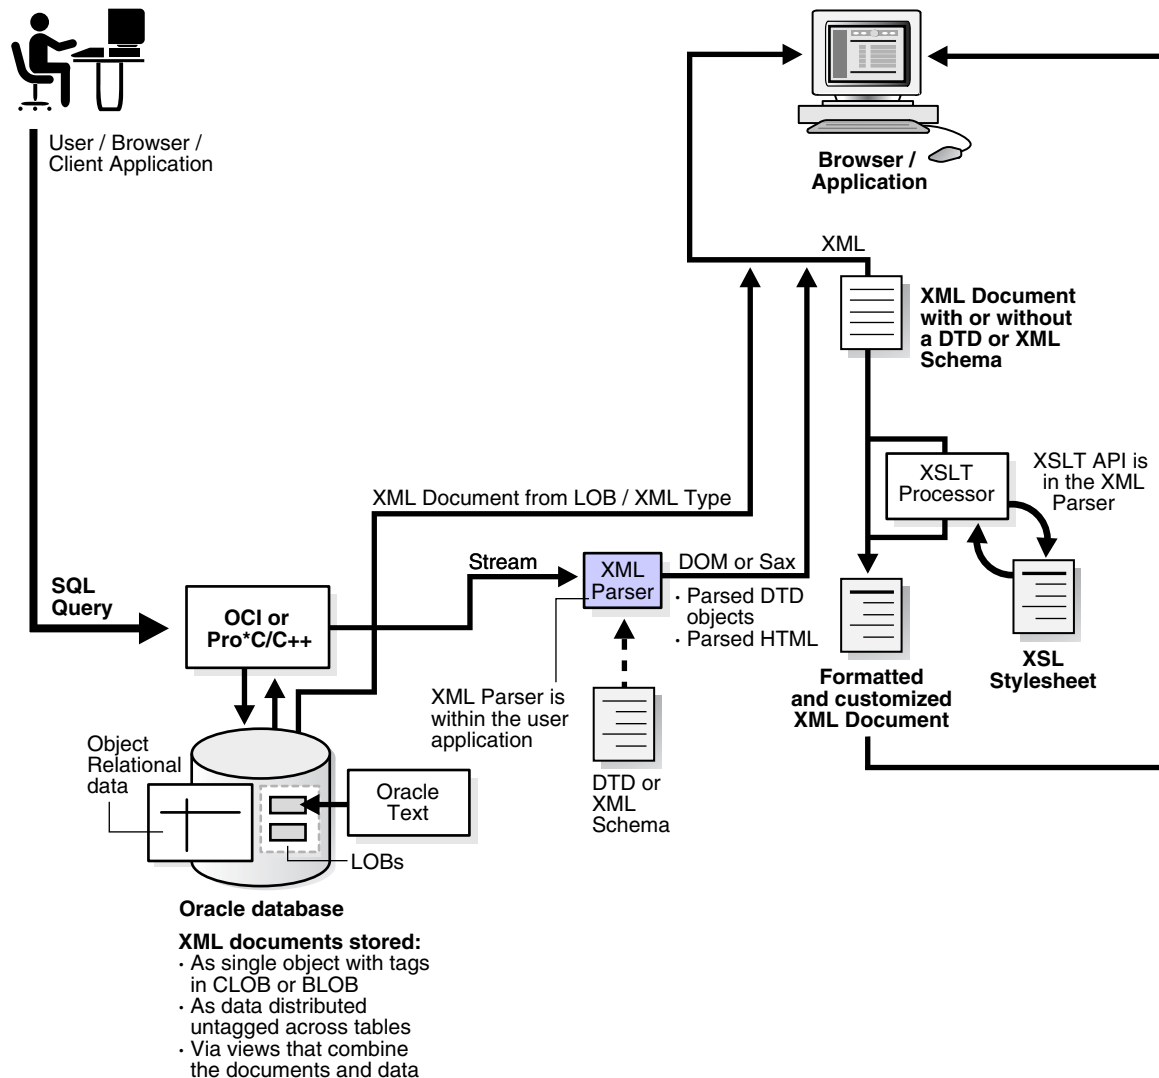 User / Browser /
Client Application
Browser /
Application
XML
XML Document
with or without
a DTD or XML
Schema
XSLT
Processor
XSLT API is
in the XML
Parser
XML Document from LOB / XML Type
SQL
Query
OCI or
Pro*C/C++
Stream
XML
Parser
DOM or Sax
· Parsed DTD
objects
· Parsed HTML
XML Parser is
within the user
application
DTD or
XML
Schema
Formatted
and customized
XML Document
XSL
Stylesheet
Object
Relational
data
Oracle
Text
LOBs
Oracle database
XML documents stored:
· As single object with tags
in CLOB or BLOB
· As data distributed
untagged across tables
· Via views that combine
the documents and data